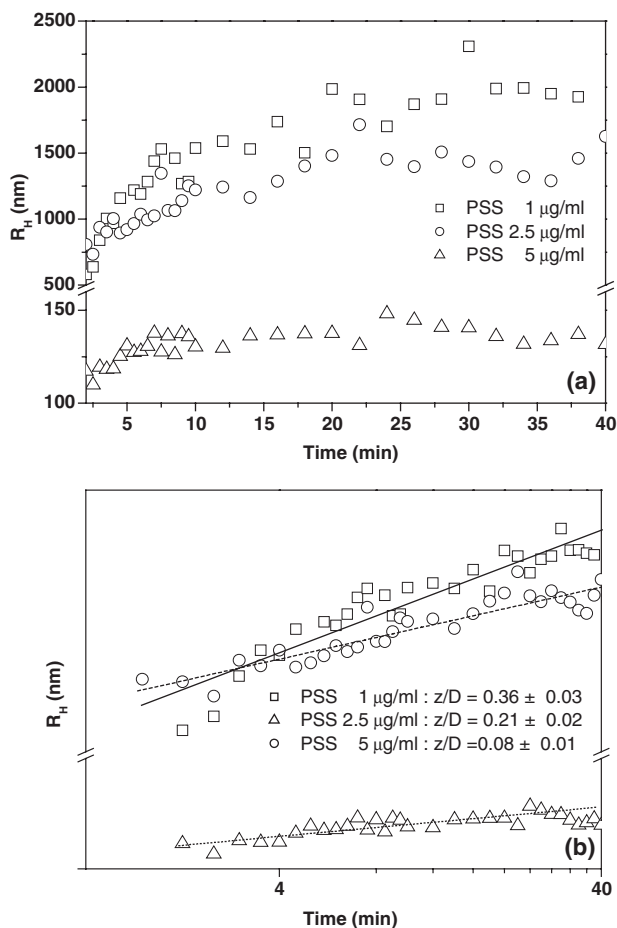 2500
2000
1500
1000
500
150
100
R_H (nm)
□ PSS 1 μg/ml
○ PSS 2.5 μg/ml
△ PSS 5 μg/ml
(a)
5 10 15 20 25 30 35 40
Time (min)
R_H (nm)
□ PSS 1 μg/ml : z/D = 0.36 ± 0.03
△ PSS 2.5 μg/ml : z/D = 0.21 ± 0.02
○ PSS 5 μg/ml : z/D =0.08 ± 0.01
(b)
4 40
Time (min)